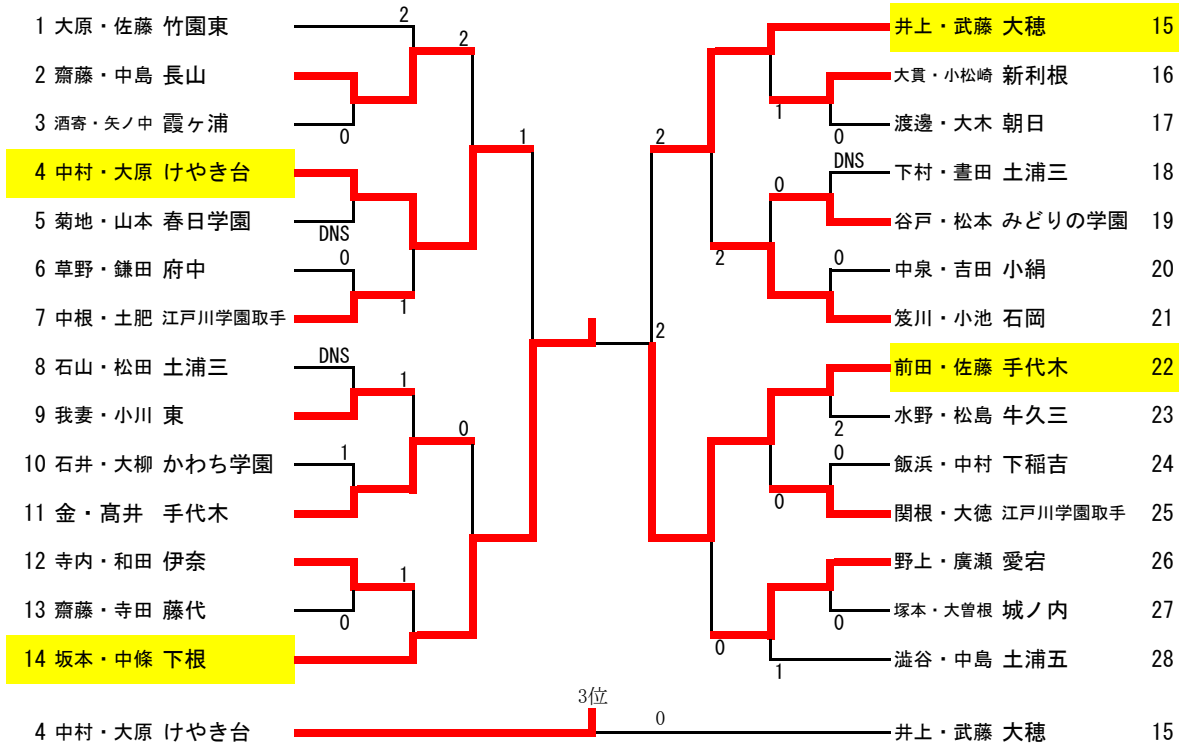 1 大原・佐藤 竹園東
2 齋藤・中島 長山
3 酒寄・矢ノ中 霞ヶ浦
4 中村・大原 けやき台
5 菊地・山本 春日学園
6 草野・鎌田 府中
7 中根・土肥 江戸川学園取手
8 石山・松田 土浦三
9 我妻・小川 東
10 石井・大柳 かわち学園
11 金・髙井 手代木
12 寺内・和田 伊奈
13 齋藤・寺田 藤代
14 坂本・中條 下根
2
0
DNS
0
DNS
1
0
2
1
1
1
2
0
1
2
2
2
0
1
0
0
0
DNS
0
2
0
0
1
井上・武藤 大穂 15
大貫・小松崎 新利根 16
渡邊・大木 朝日 17
下村・晝田 土浦三 18
谷戸・松本 みどりの学園 19
中泉・吉田 小絹 20
笈川・小池 石岡 21
前田・佐藤 手代木 22
水野・松島 牛久三 23
飯浜・中村 下稲吉 24
関根・大徳 江戸川学園取手 25
野上・廣瀬 愛宕 26
塚本・大曽根 城ノ内 27
澁谷・中島 土浦五 28
3位
4 中村・大原 けやき台 0 井上・武藤 大穂 15